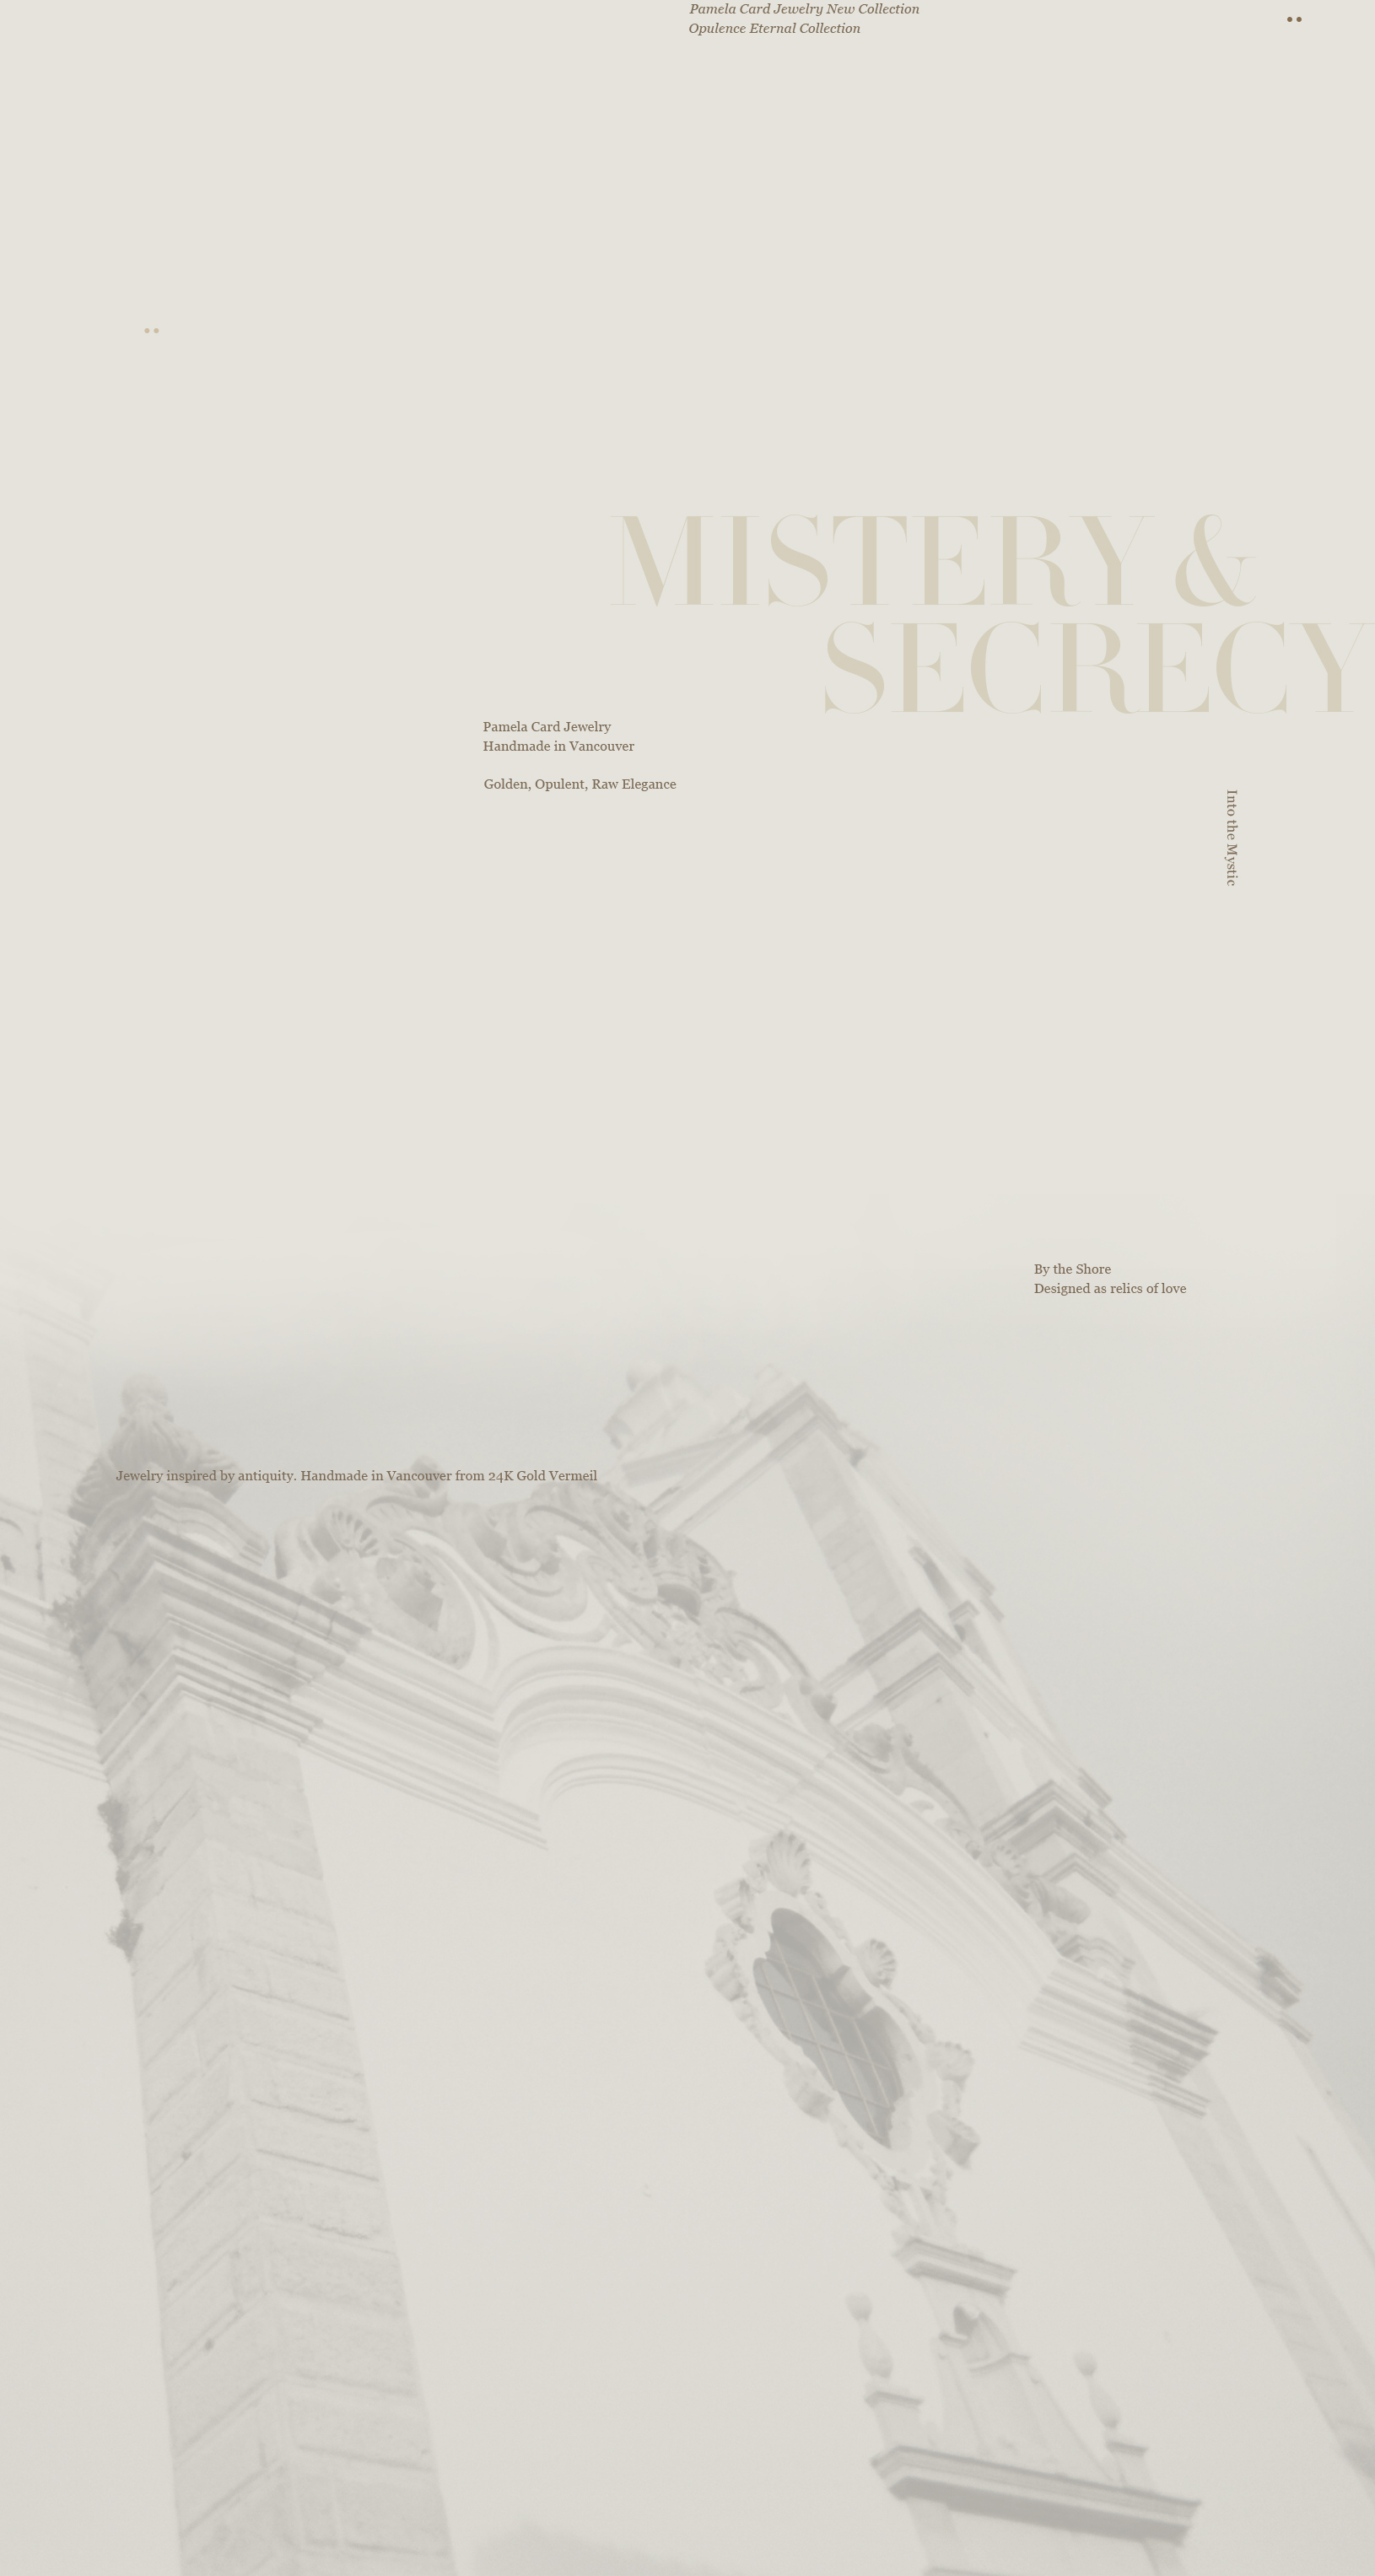 Pamela Card Jewelry New Collection
Opulence Eternal Collection
MISTERY &
SECRECY
Pamela Card Jewelry
Handmade in Vancouver
Golden, Opulent, Raw Elegance
Into the Mystic
By the Shore
Designed as relics of love
Jewelry inspired by antiquity. Handmade in Vancouver from 24K Gold Vermeil